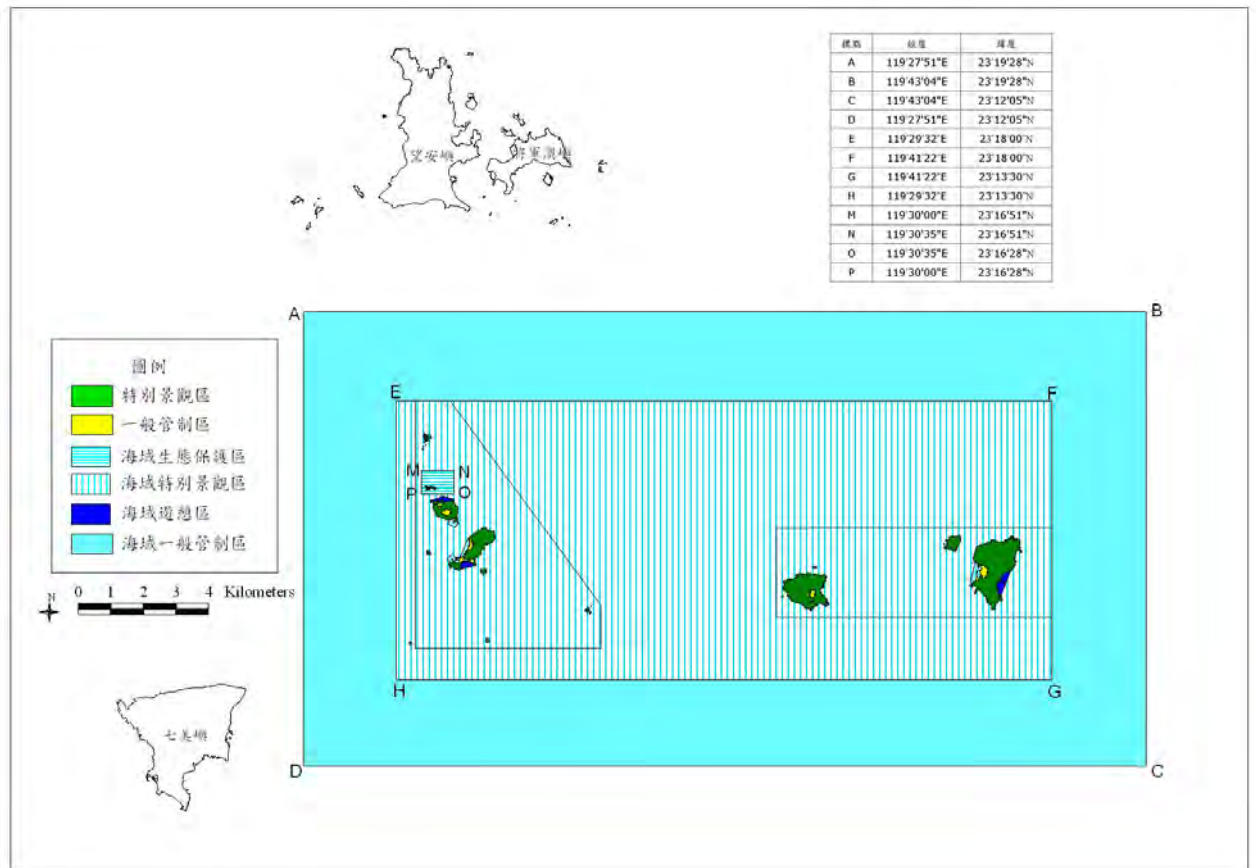 標點 經度 緯度
A 119°27'51"E 23°19'28"N
B 119°43'04"E 23°19'28"N
C 119°43'04"E 23°12'05"N
D 119°27'51"E 23°12'05"N
E 119°29'32"E 23°18'00"N
F 119°41'22"E 23°18'00"N
G 119°41'22"E 23°13'30"N
H 119°29'32"E 23°13'30"N
M 119°30'00"E 23°16'51"N
N 119°30'35"E 23°16'51"N
O 119°30'35"E 23°16'28"N
P 119°30'00"E 23°16'28"N
望安嶼
將軍澳嶼
A
B
E
F
M N
P O
H
G
D
C
圖例
特別景觀區
一般管制區
海域生態保護區
海域特別景觀區
海域遊憩區
海域一般管制區
N
0 1 2 3 4 Kilometers
七美嶼